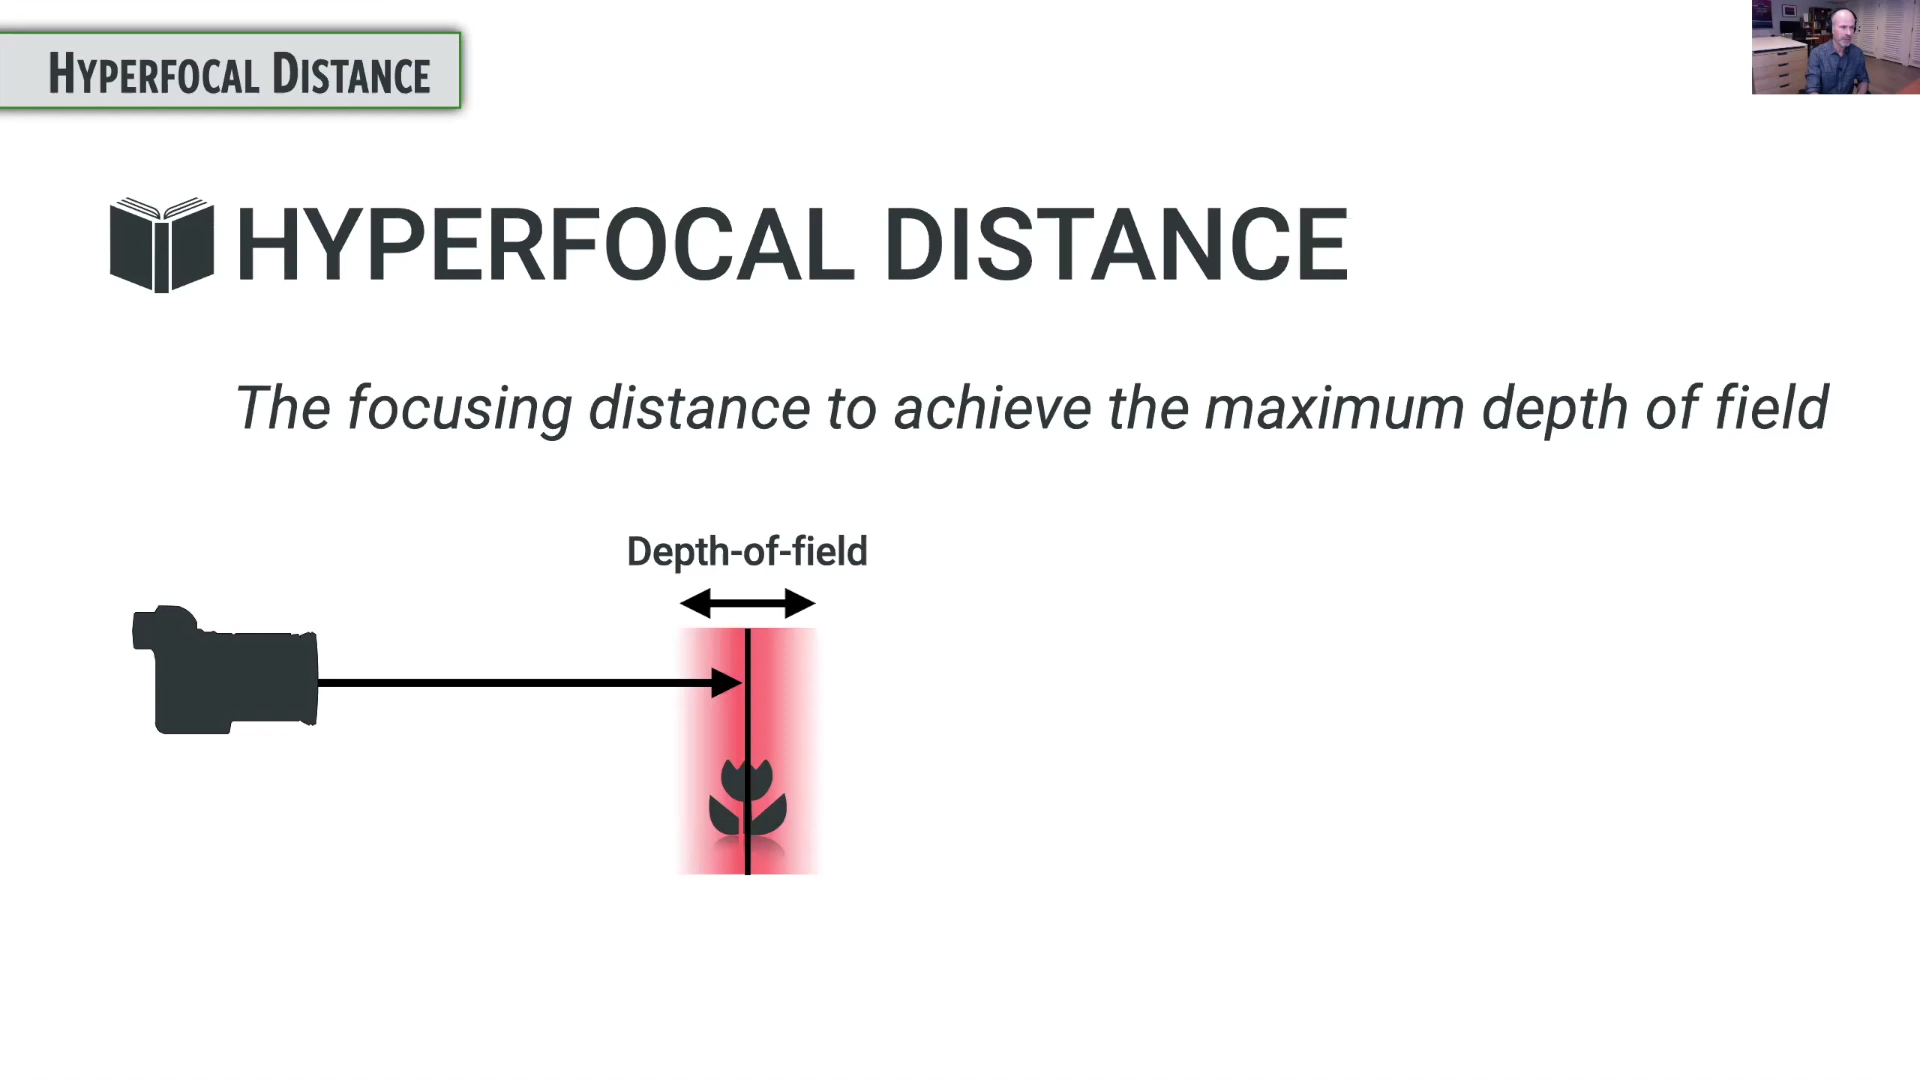 Hyperfocal Distance
HYPERFOCAL DISTANCE
The focusing distance to achieve the maximum depth of field
Depth-of-field